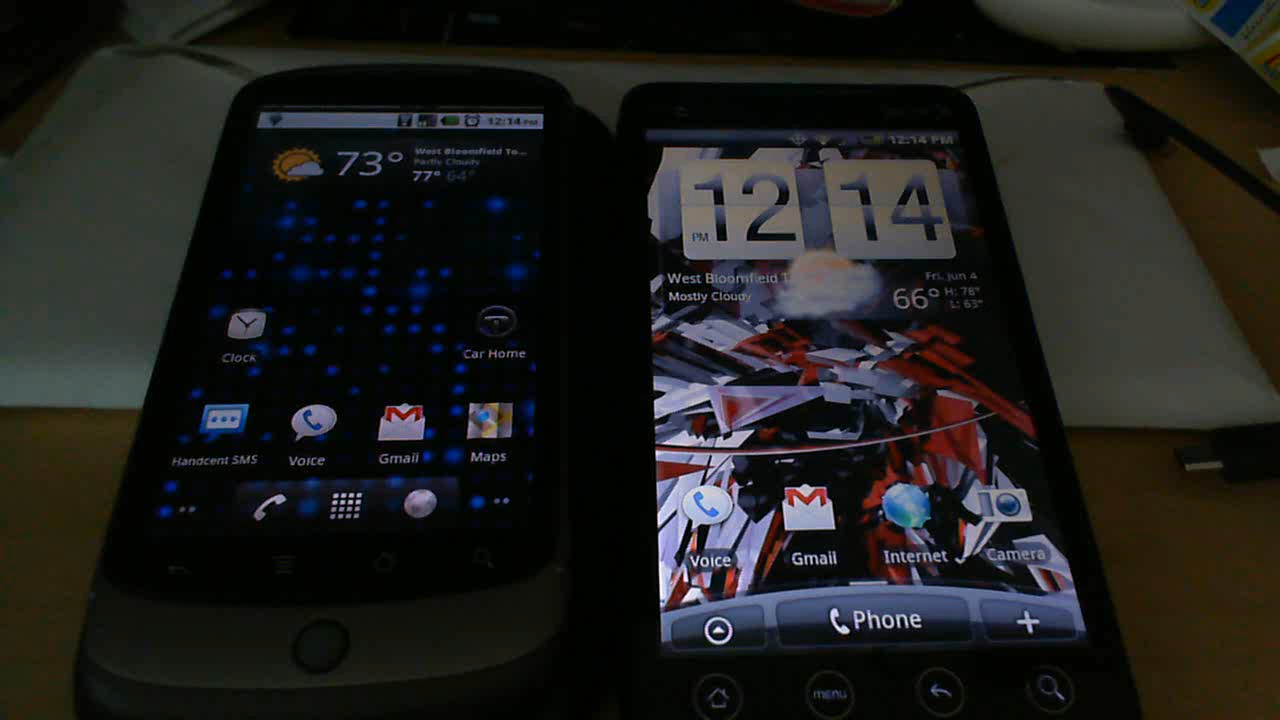 12:14 PM
73°
West Bloomfield To...
Partly Cloudy
77° 64°
Clock
Car Home
Handcent SMS
Voice
Gmail
Maps
12:14 PM
12 14
PM
West Bloomfield T
Mostly Cloudy
Fri, Jun 4
66°
H: 78°
L: 63°
Voice
Gmail
Internet
Camera
Phone
menu